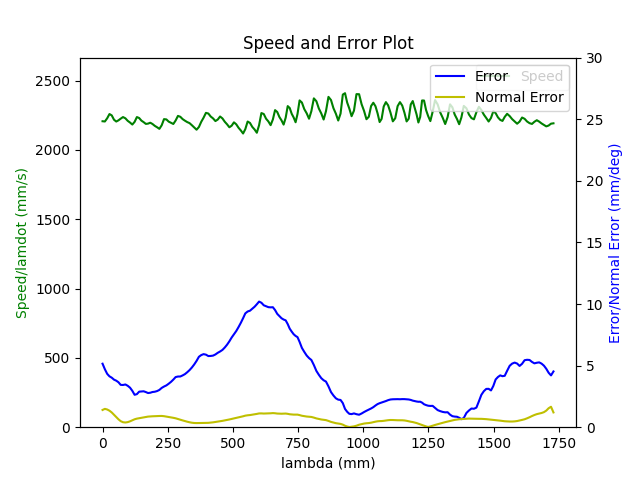 Speed and Error Plot
Error
Speed
Normal Error
Speed/lamdot (mm/s)
2500
2000
1500
1000
500
0
Error/Normal Error (mm/deg)
30
25
20
15
10
5
0
0 250 500 750 1000 1250 1500 1750
lambda (mm)